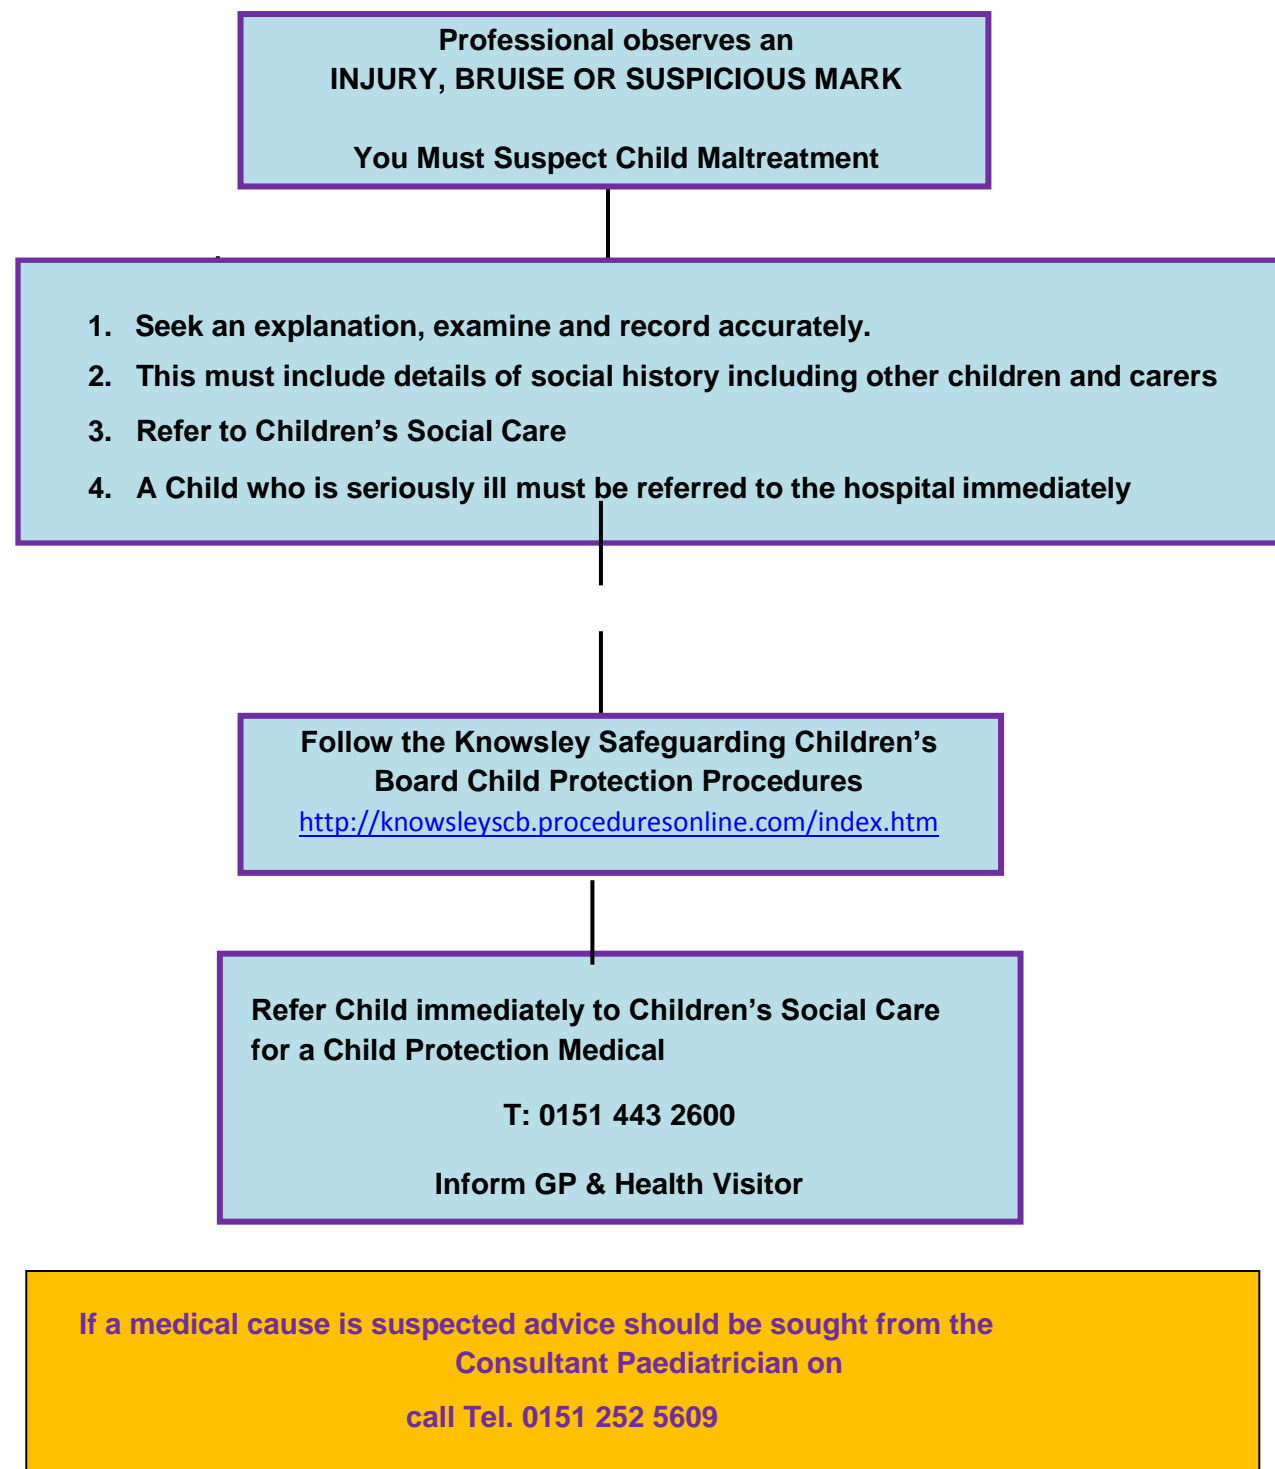 Professional observes an
INJURY, BRUISE OR SUSPICIOUS MARK
You Must Suspect Child Maltreatment
1. Seek an explanation, examine and record accurately.
2. This must include details of social history including other children and carers
3. Refer to Children’s Social Care
4. A Child who is seriously ill must be referred to the hospital immediately
Follow the Knowsley Safeguarding Children’s
Board Child Protection Procedures
http://knowsleyscb.proceduresonline.com/index.htm
Refer Child immediately to Children’s Social Care
for a Child Protection Medical
T: 0151 443 2600
Inform GP & Health Visitor
If a medical cause is suspected advice should be sought from the
Consultant Paediatrician on
call Tel. 0151 252 5609